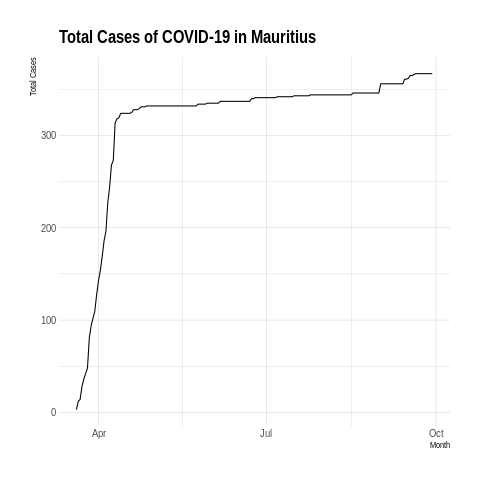 Total Cases of COVID-19 in Mauritius
Total Cases
300
200
100
0
Apr
Jul
Oct
Month